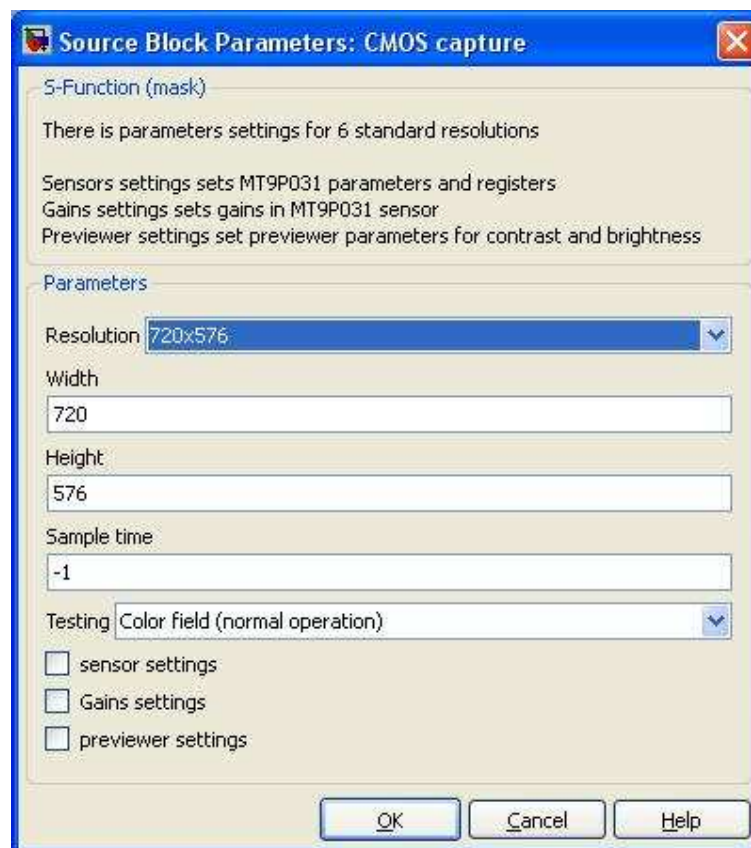 Source Block Parameters: CMOS capture
S-Function (mask)
There is parameters settings for 6 standard resolutions
Sensors settings sets MT9P031 parameters and registers
Gains settings sets gains in MT9P031 sensor
Previewer settings set previewer parameters for contrast and brightness
Parameters
Resolution 720x576
Width
720
Height
576
Sample time
-1
Testing Color field (normal operation)
sensor settings
Gains settings
previewer settings
OK Cancel Help